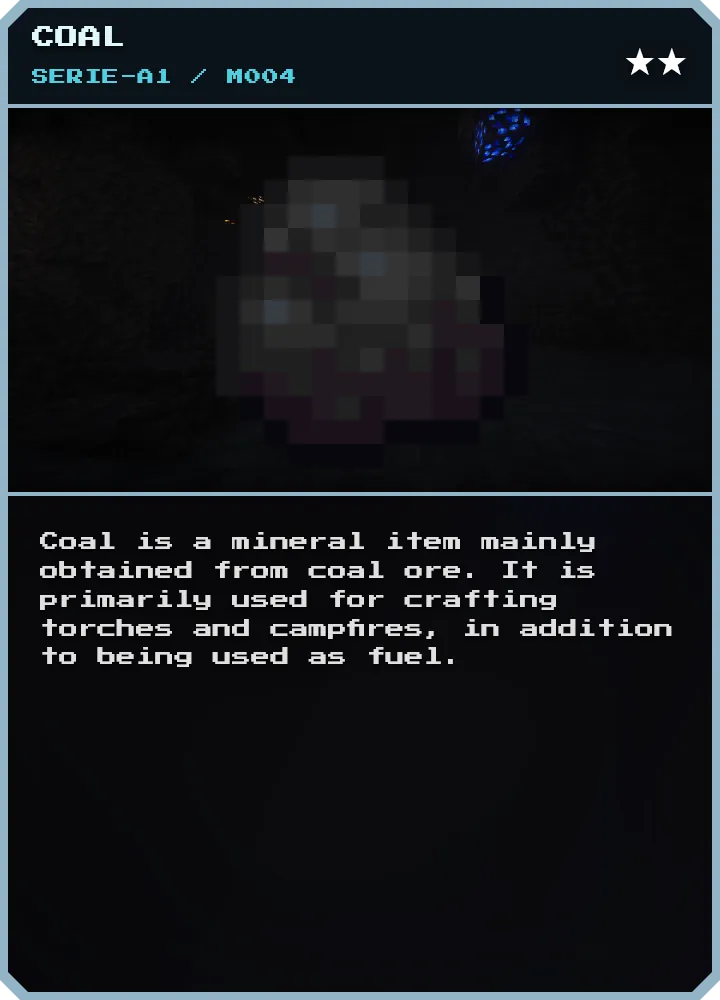 COAL
SERIE-A1 / M004
★★
Coal is a mineral item mainly
obtained from coal ore. It is
primarily used for crafting
torches and campfires, in addition
to being used as fuel.